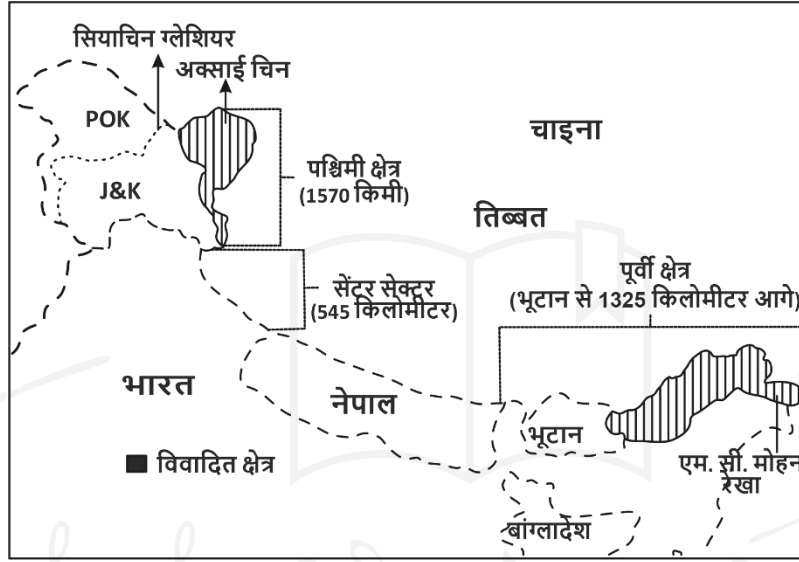 सियाचिन ग्लेशियर
अक्साई चिन
POK
चाइना
J&K
पश्चिमी क्षेत्र
(1570 किमी)
तिब्बत
पूर्वी क्षेत्र
(भूटान से 1325 किलोमीटर आगे)
सेंटर सेक्टर
(545 किलोमीटर)
भारत
नेपाल
भूटान
विवादित क्षेत्र
एम. सी. मोहन
रेखा
बांग्लादेश